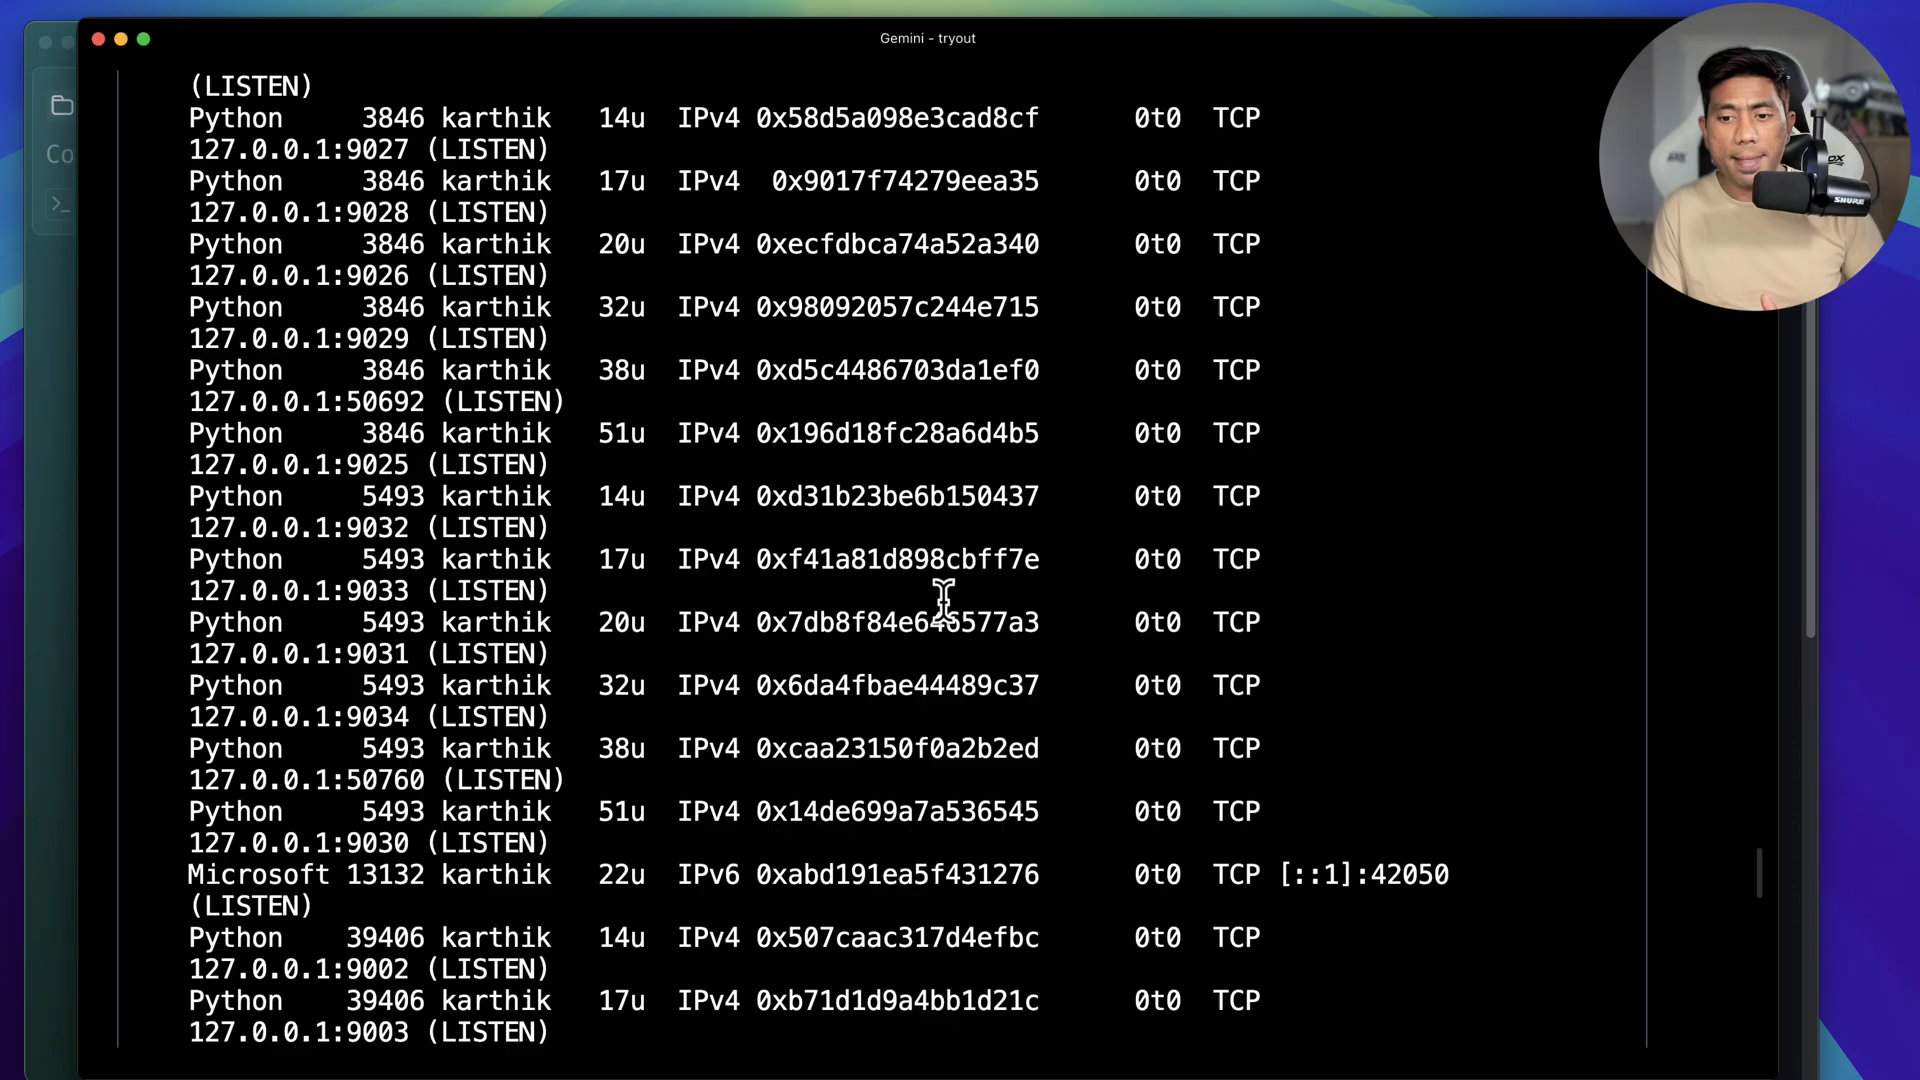 Gemini - tryout
(LISTEN)
Python 3846 karthik 14u IPv4 0x58d5a098e3cad8cf 0t0 TCP
127.0.0.1:9027 (LISTEN)
Python 3846 karthik 17u IPv4 0x9017f74279eea35 0t0 TCP
127.0.0.1:9028 (LISTEN)
Python 3846 karthik 20u IPv4 0xecfdbca74a52a340 0t0 TCP
127.0.0.1:9026 (LISTEN)
Python 3846 karthik 32u IPv4 0x98092057c244e715 0t0 TCP
127.0.0.1:9029 (LISTEN)
Python 3846 karthik 38u IPv4 0xd5c4486703da1ef0 0t0 TCP
127.0.0.1:50692 (LISTEN)
Python 3846 karthik 51u IPv4 0x196d18fc28a6d4b5 0t0 TCP
127.0.0.1:9025 (LISTEN)
Python 5493 karthik 14u IPv4 0xd31b23be6b150437 0t0 TCP
127.0.0.1:9032 (LISTEN)
Python 5493 karthik 17u IPv4 0xf41a81d898cbff7e 0t0 TCP
127.0.0.1:9033 (LISTEN)
Python 5493 karthik 20u IPv4 0t0 TCP
127.0.0.1:9031 (LISTEN)
Python 5493 karthik 32u IPv4 0x6da4fbae44489c37 0t0 TCP
127.0.0.1:9034 (LISTEN)
Python 5493 karthik 38u IPv4 0xcaa23150f0a2b2ed 0t0 TCP
127.0.0.1:50760 (LISTEN)
Python 5493 karthik 51u IPv4 0x14de699a7a536545 0t0 TCP
127.0.0.1:9030 (LISTEN)
Microsoft 13132 karthik 22u IPv6 0xabd191ea5f431276 0t0 TCP [::1]:42050
(LISTEN)
Python 39406 karthik 14u IPv4 0x507caac317d4efbc 0t0 TCP
127.0.0.1:9002 (LISTEN)
Python 39406 karthik 17u IPv4 0xb71d1d9a4bb1d21c 0t0 TCP
127.0.0.1:9003 (LISTEN)
Co
>_
SHURE